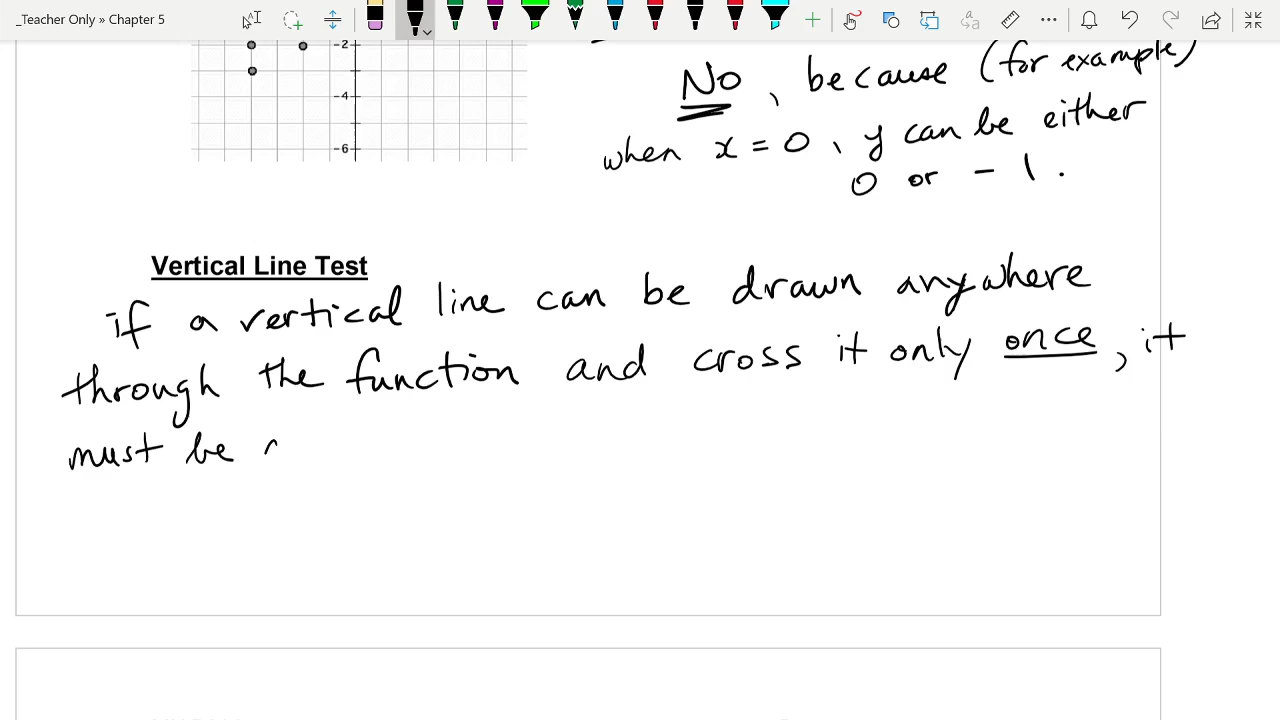 _Teacher Only » Chapter 5
-2
-4
-6
No, because (for example)
when x = 0, y can be either
0 or -1.
Vertical Line Test
if a vertical line can be drawn anywhere
through the function and cross it only once, it
must be